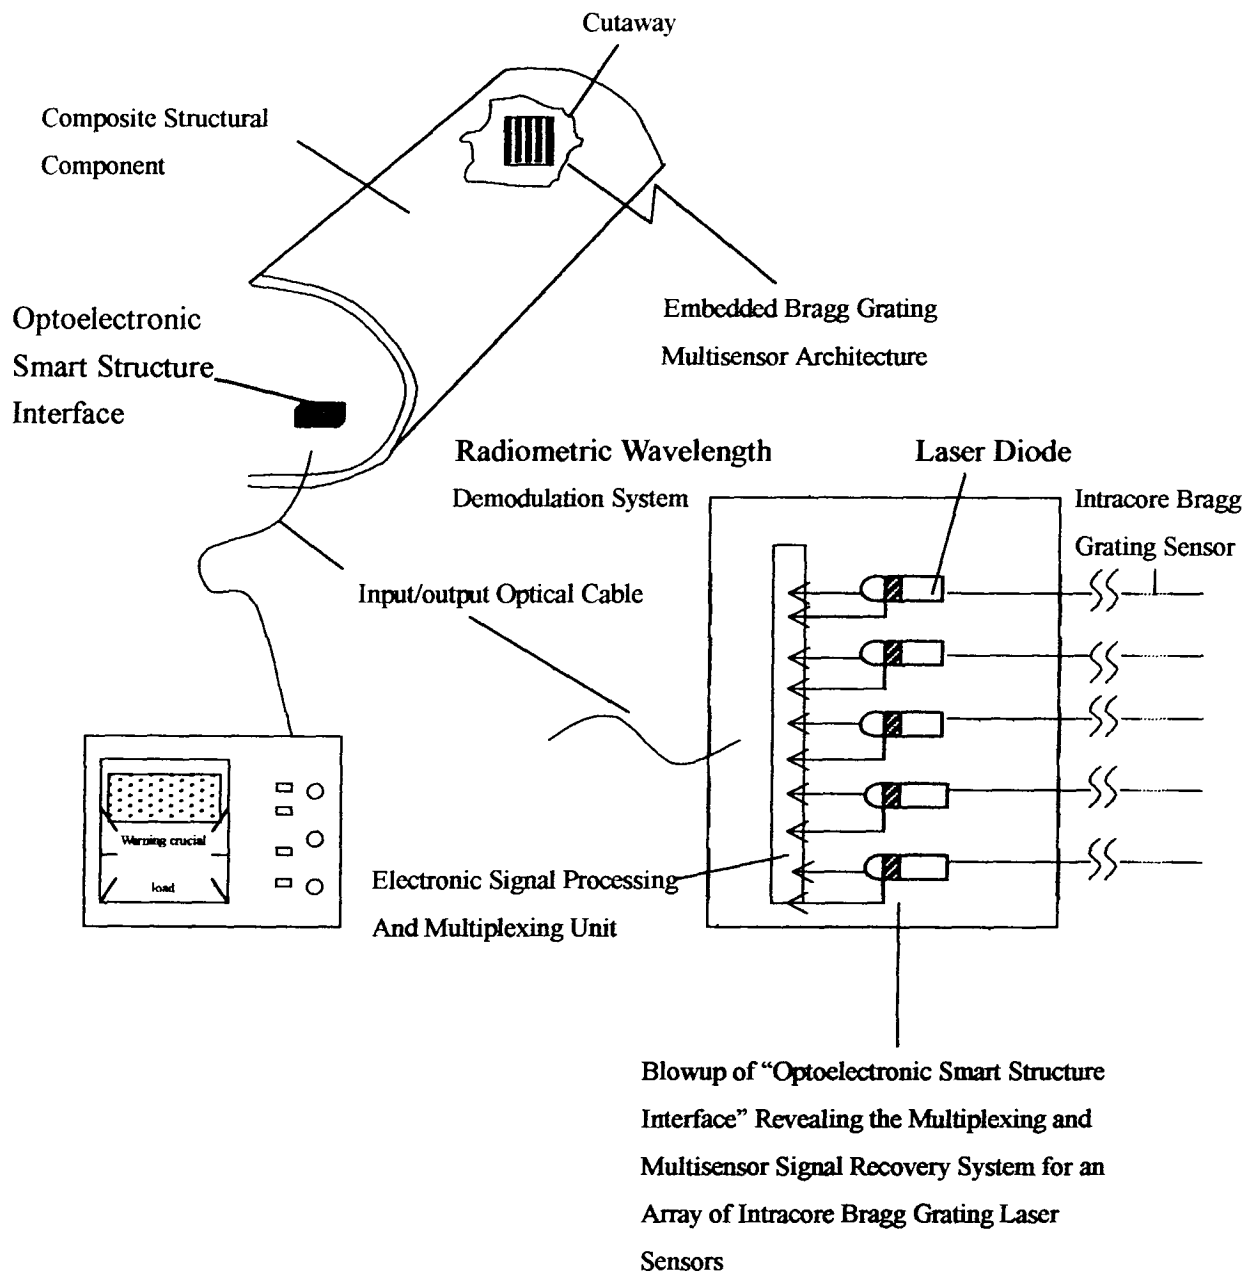 Cutaway
Composite Structural
Component
Embedded Bragg Grating
Multisensor Architecture
Optoelectronic
Smart Structure
Interface
Radiometric Wavelength
Demodulation System
Laser Diode
Intracore Bragg
Grating Sensor
Input/output Optical Cable
Warning crucial
load
Electronic Signal Processing
And Multiplexing Unit
Blowup of “Optoelectronic Smart Structure
Interface” Revealing the Multiplexing and
Multisensor Signal Recovery System for an
Array of Intracore Bragg Grating Laser
Sensors